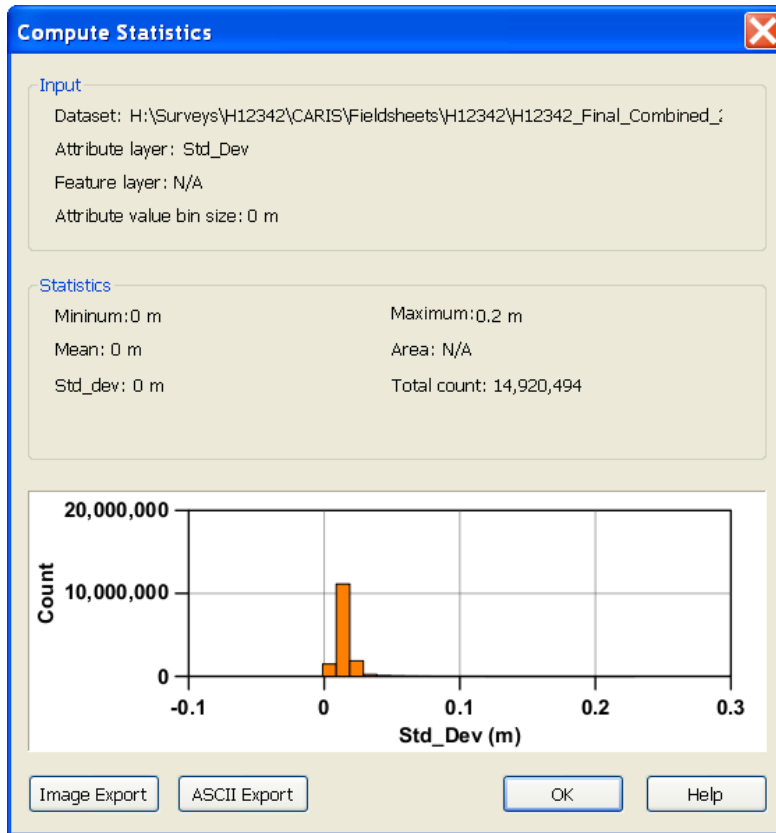 Compute Statistics
Input
Dataset: H:\Surveys\H12342\CARIS\Fieldsheets\H12342\H12342_Final_Combined_
Attribute layer: Std_Dev
Feature layer: N/A
Attribute value bin size: 0 m
Statistics
Mininum:0 m
Maximum:0.2 m
Mean: 0 m
Area: N/A
Std_dev: 0 m
Total count: 14,920,494
20,000,000
10,000,000
0
Count
-0.1 0 0.1 0.2 0.3
Std_Dev (m)
Image Export ASCII Export OK Help